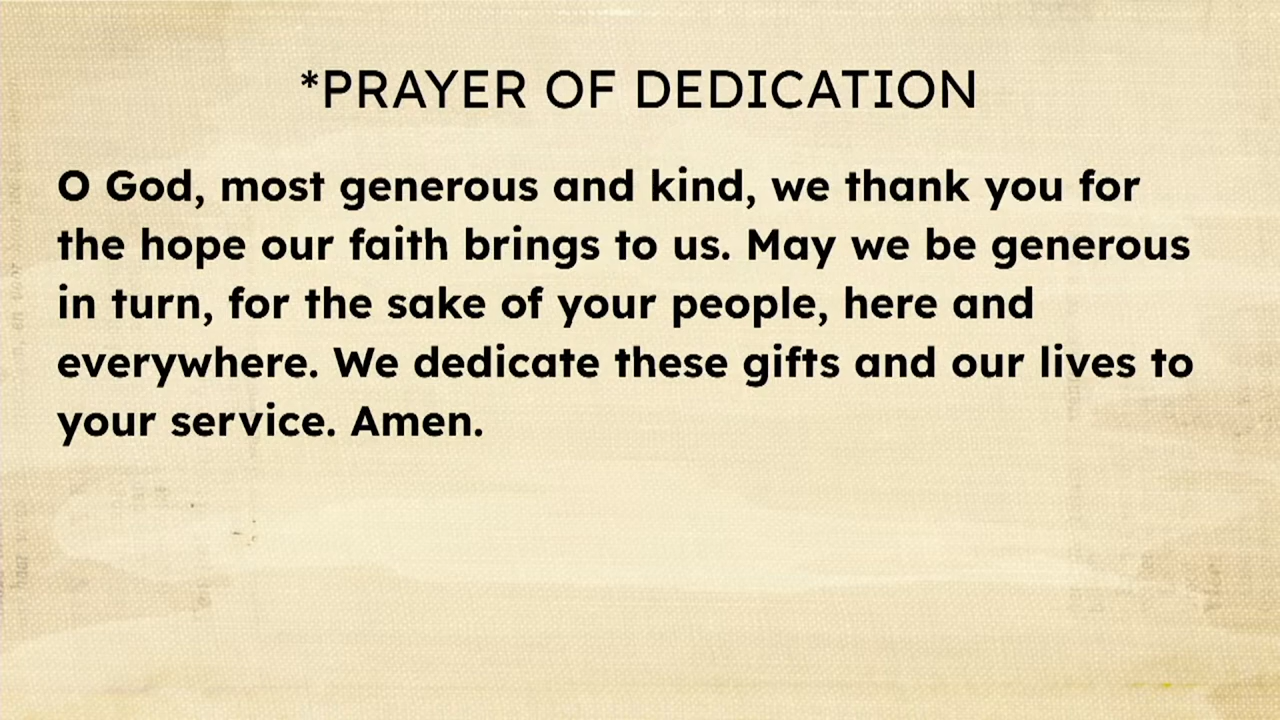 *PRAYER OF DEDICATION
O God, most generous and kind, we thank you for
the hope our faith brings to us. May we be generous
in turn, for the sake of your people, here and
everywhere. We dedicate these gifts and our lives to
your service. Amen.